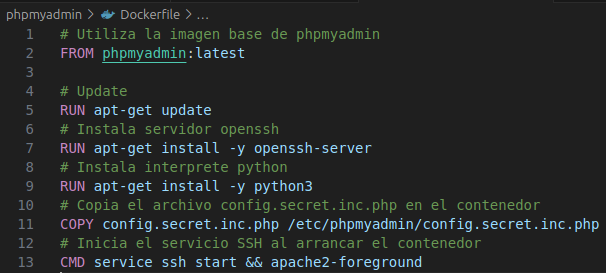 phpmyadmin > Dockerfile > ...
1 # Utiliza la imagen base de phpmyadmin
2 FROM phpmyadmin:latest
3
4 # Update
5 RUN apt-get update
6 # Instala servidor openssh
7 RUN apt-get install -y openssh-server
8 # Instala interprete python
9 RUN apt-get install -y python3
10 # Copia el archivo config.secret.inc.php en el contenedor
11 COPY config.secret.inc.php /etc/phpmyadmin/config.secret.inc.php
12 # Inicia el servicio SSH al arrancar el contenedor
13 CMD service ssh start && apache2-foreground